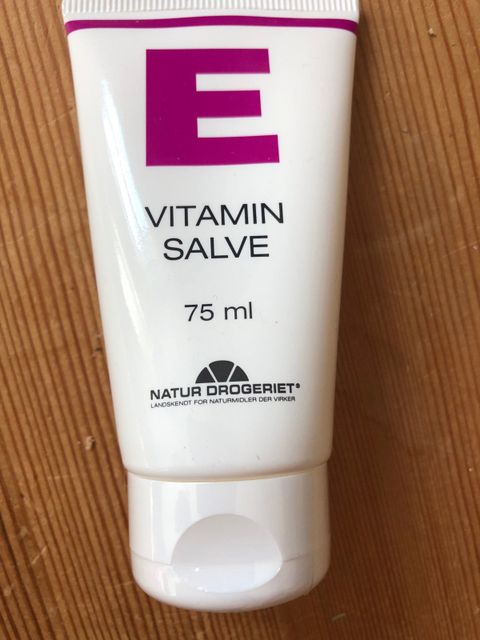 E
VITAMIN
SALVE
75 ml
NATUR DROGERIET®
LANDSKENDT FOR NATURMIDLER DER VIRKER